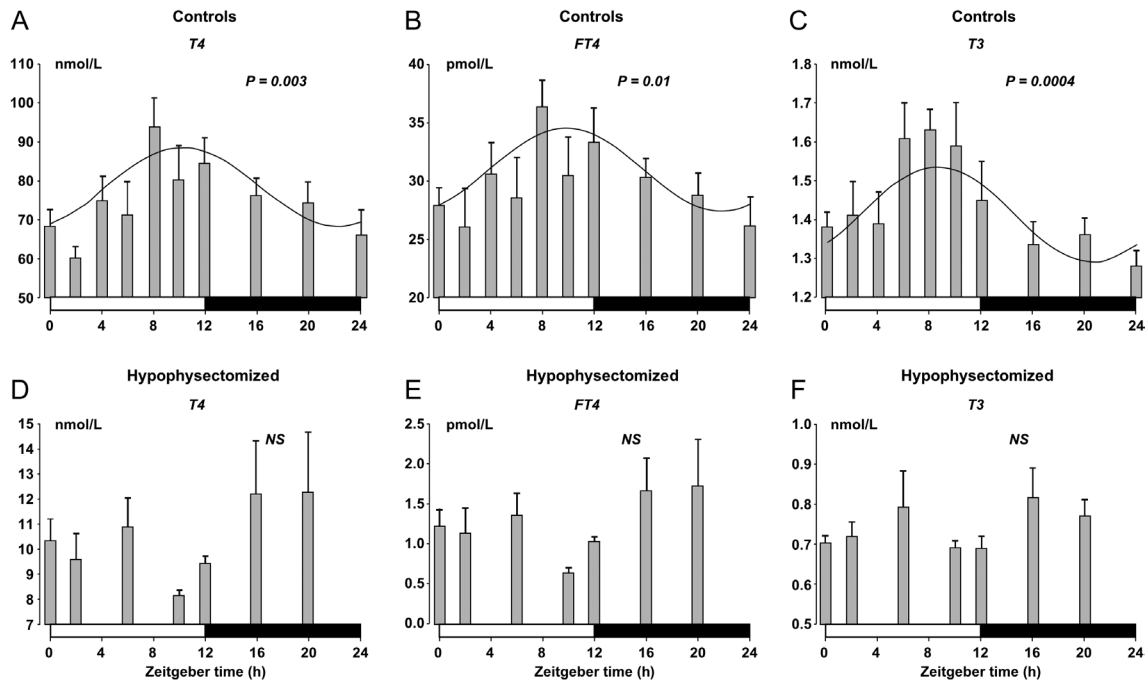 A
Controls
T4
nmol/L
P = 0.003
110
100
90
80
70
60
50
0 4 8 12 16 20 24
B
Controls
FT4
pmol/L
P = 0.01
40
35
30
25
20
0 4 8 12 16 20 24
C
Controls
T3
nmol/L
P = 0.0004
1.8
1.7
1.6
1.5
1.4
1.3
1.2
0 4 8 12 16 20 24
D
Hypophysectomized
T4
nmol/L
NS
15
14
13
12
11
10
9
8
7
0 4 8 12 16 20 24
Zeitgeber time (h)
E
Hypophysectomized
FT4
pmol/L
NS
2.5
2.0
1.5
1.0
0.5
0.0
0 4 8 12 16 20 24
Zeitgeber time (h)
F
Hypophysectomized
T3
nmol/L
NS
1.0
0.9
0.8
0.7
0.6
0.5
0 4 8 12 16 20 24
Zeitgeber time (h)